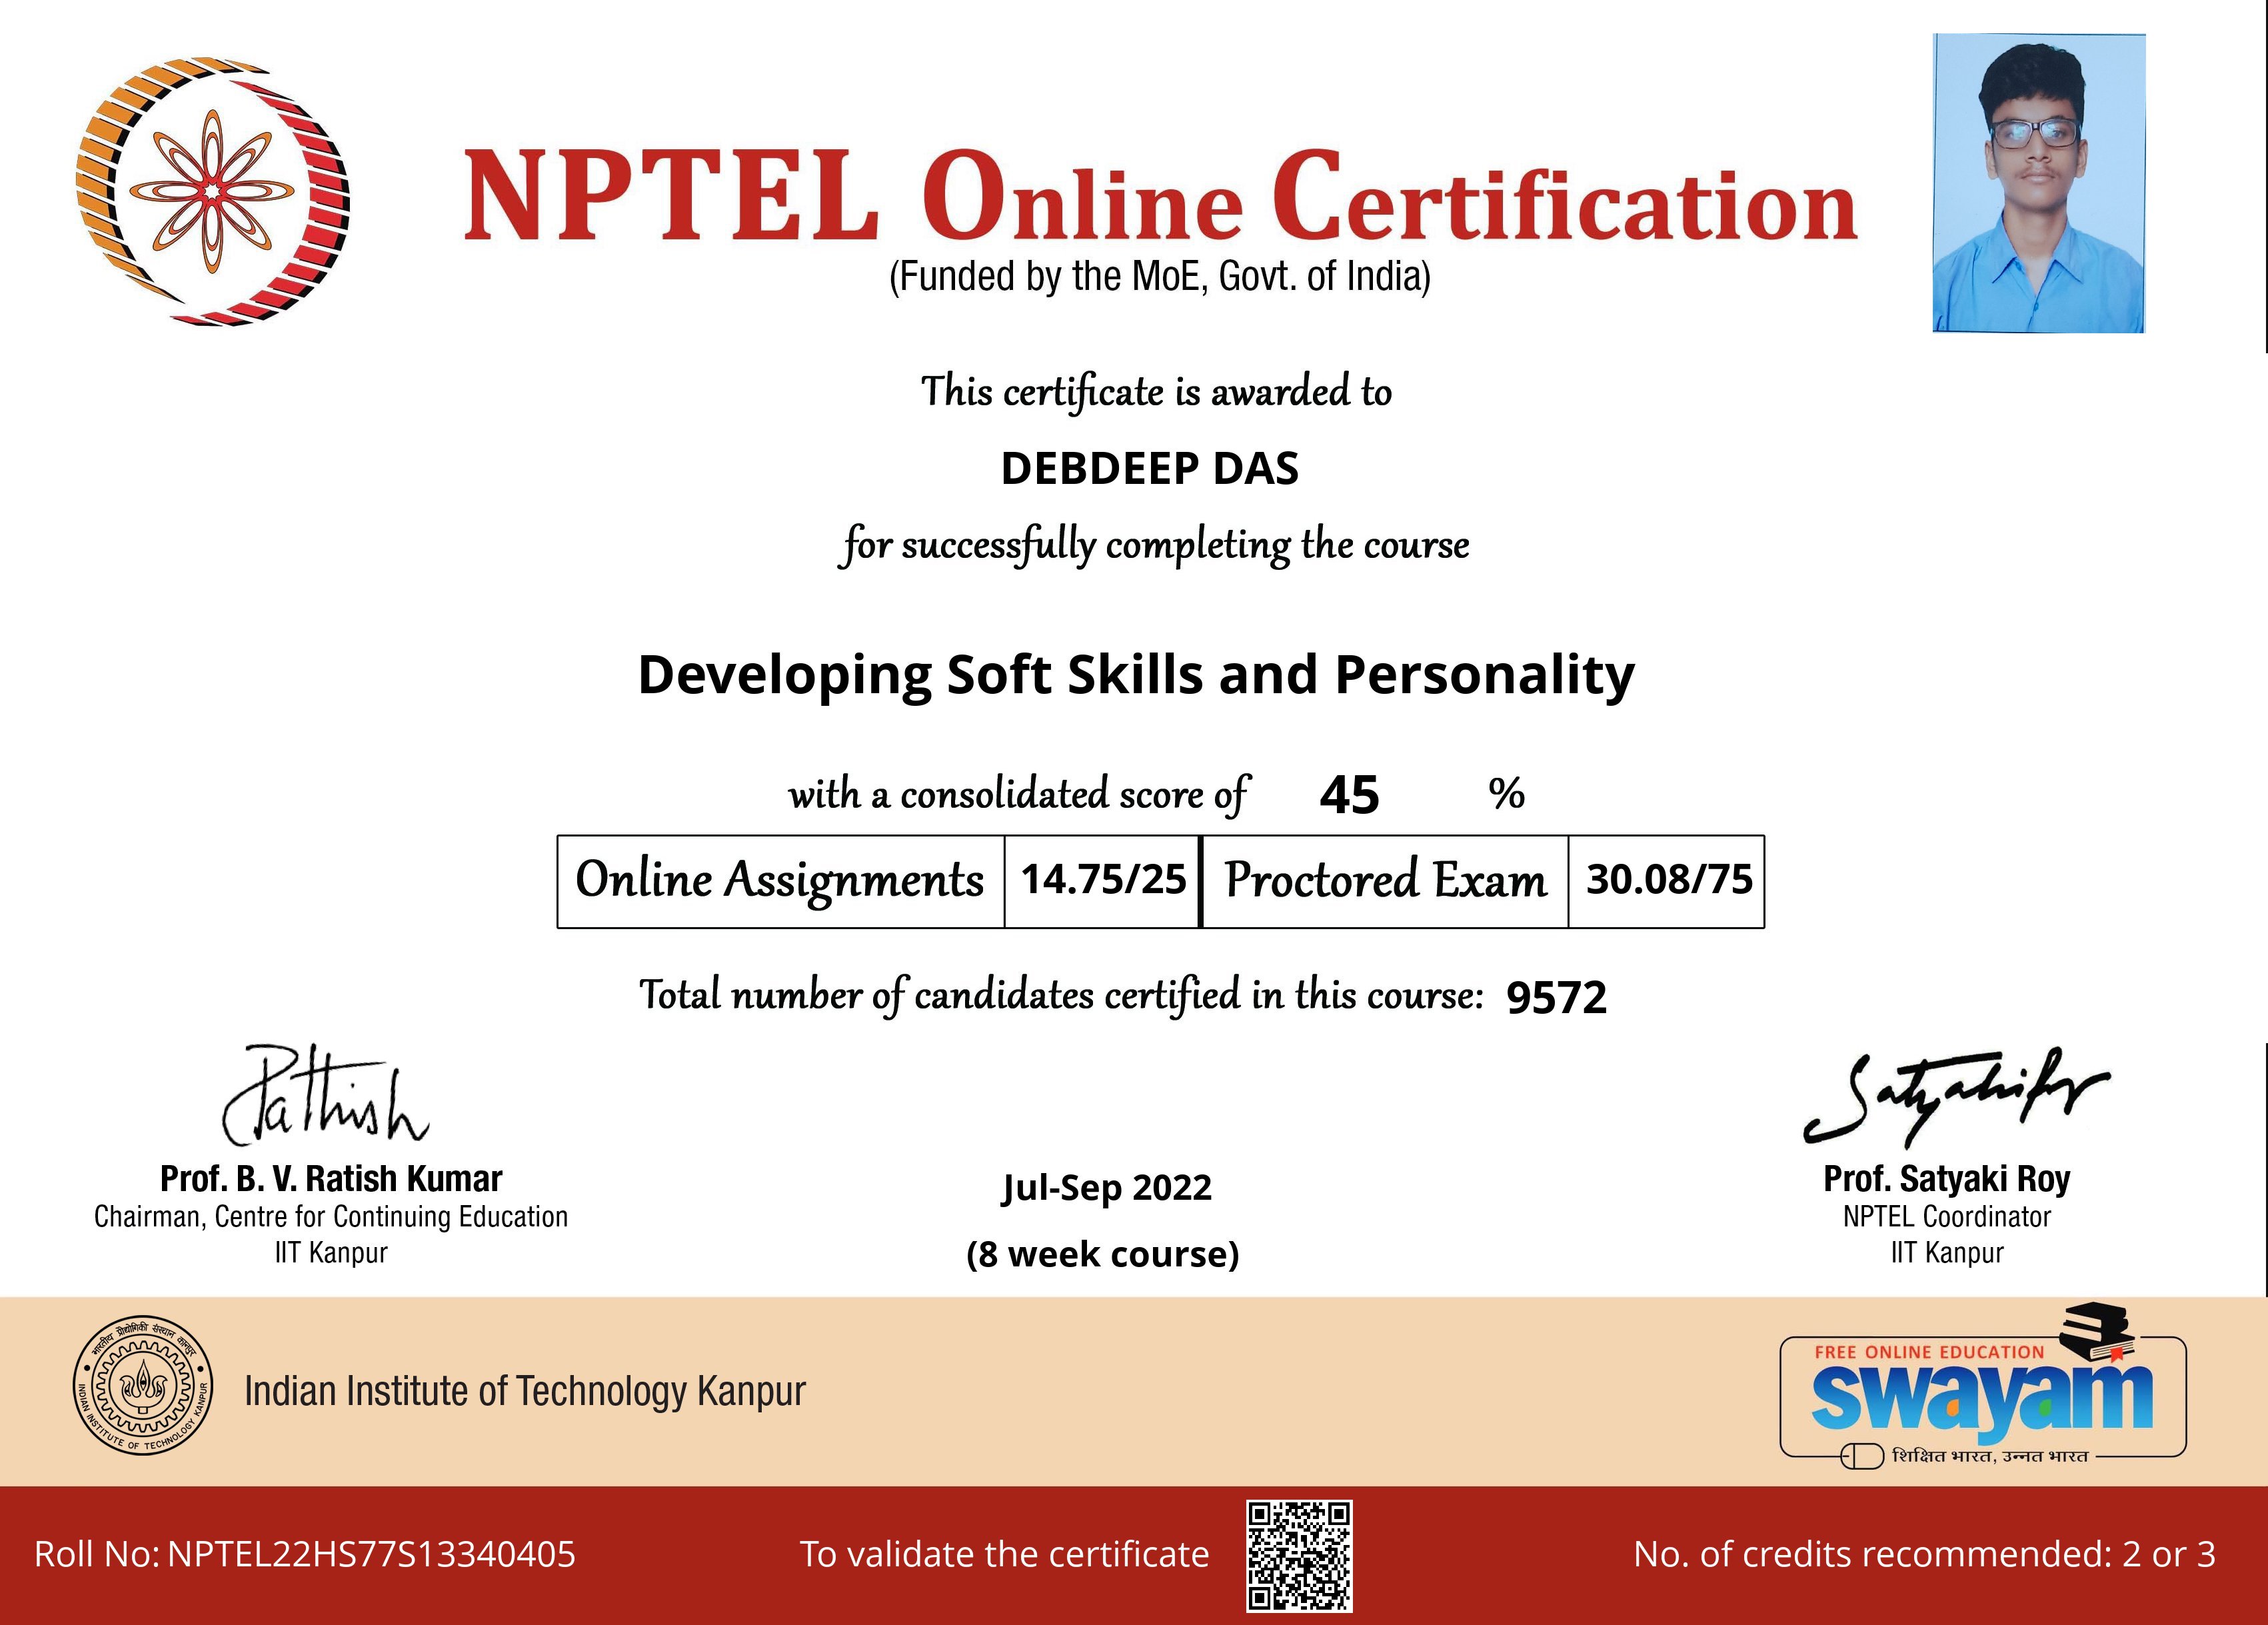 NPTEL Online Certification
(Funded by the MoE, Govt. of India)
This certificate is awarded to
DEBDEEP DAS
for successfully completing the course
Developing Soft Skills and Personality
with a consolidated score of 45 %
Online Assignments 14.75/25 Proctored Exam 30.08/75
Total number of candidates certified in this course: 9572
Prof. B. V. Ratish Kumar
Chairman, Centre for Continuing Education
IIT Kanpur
Jul-Sep 2022
(8 week course)
Prof. Satyaki Roy
NPTEL Coordinator
IIT Kanpur
भारतीय प्रौद्योगिकी संस्थान कानपुर
INDIAN INSTITUTE OF TECHNOLOGY KANPUR
Indian Institute of Technology Kanpur
FREE ONLINE EDUCATION
swayam
शिक्षित भारत, उन्नत भारत
Roll No: NPTEL22HS77S13340405
To validate the certificate
No. of credits recommended: 2 or 3